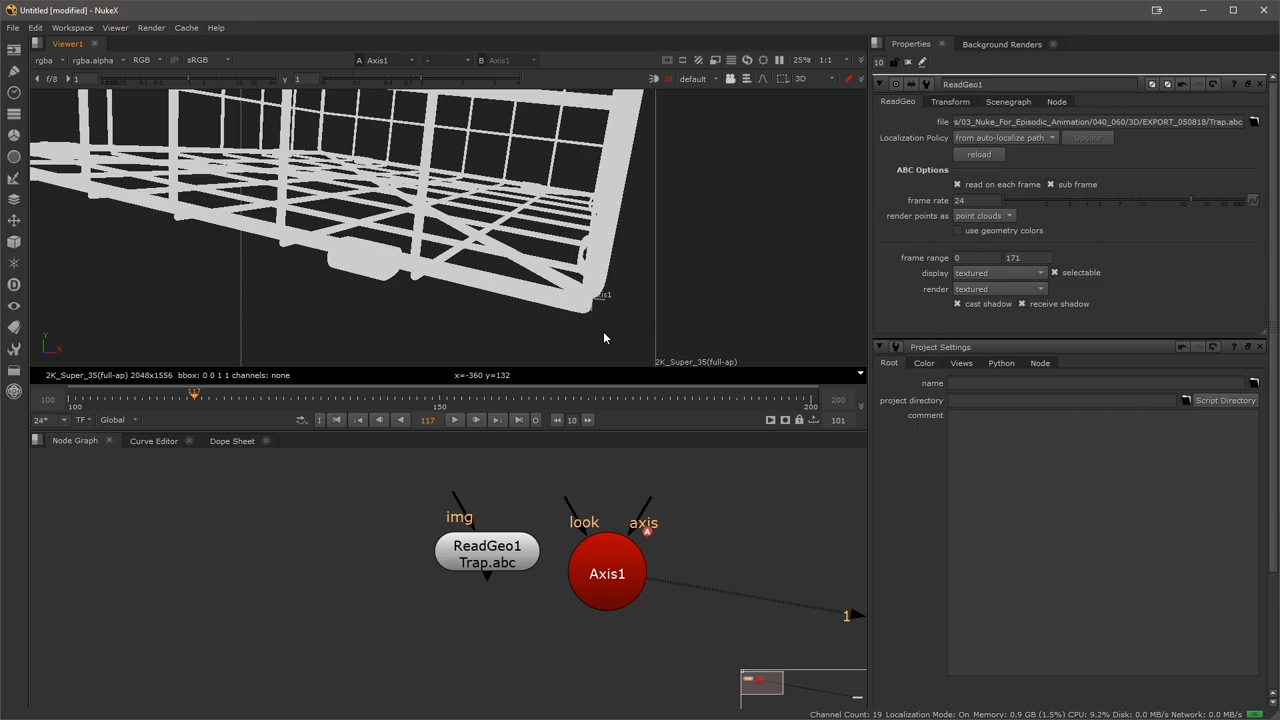 Untitled [modified] - NukeX
File Edit Workspace Viewer Render Cache Help
Viewer1
rgba rgba.alpha RGB IP sRGB A Axis1 - B Axis1 25% 1:1
f/8 1 Y 1 default 3D
Y
X
2K_Super_35(full-ap)
2K_Super_35(full-ap) 2048x1556 bbox: 0 0 1 1 channels: none x=-360 y=132
100 117 200
100 150 200
24* TF Global 117 10 101
Node Graph Curve Editor Dope Sheet
img
look axis
A
ReadGeo1
Trap.abc
Axis1
1
Properties Background Renders
10
ReadGeo1
ReadGeo Transform Scenegraph Node
file s/03_Nuke_For_Episodic_Animation/040_060/3D/EXPORT_050818/Trap.abc
Localization Policy from auto-localize path Update
reload
ABC Options
read on each frame sub frame
frame rate 24
render points as point clouds
use geometry colors
frame range 0 171
display textured selectable
render textured
cast shadow receive shadow
Project Settings
Root Color Views Python Node
name
project directory Script Directory
comment
Channel Count: 19 Localization Mode: On Memory: 0.9 GB (1.5%) CPU: 9.2% Disk: 0.0 MB/s Network: 0.0 MB/s